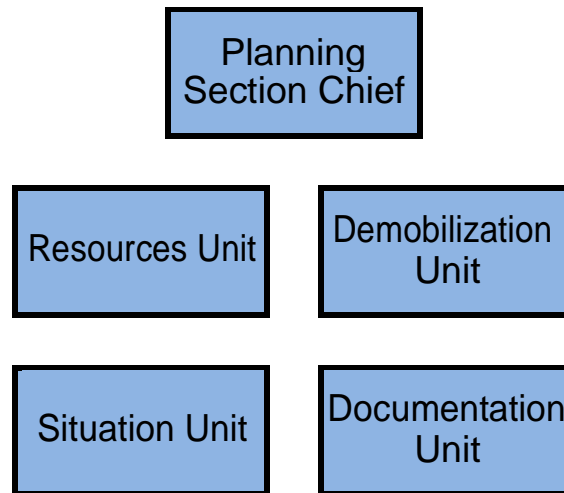 Planning
Section Chief
Resources Unit
Demobilization
Unit
Situation Unit
Documentation
Unit